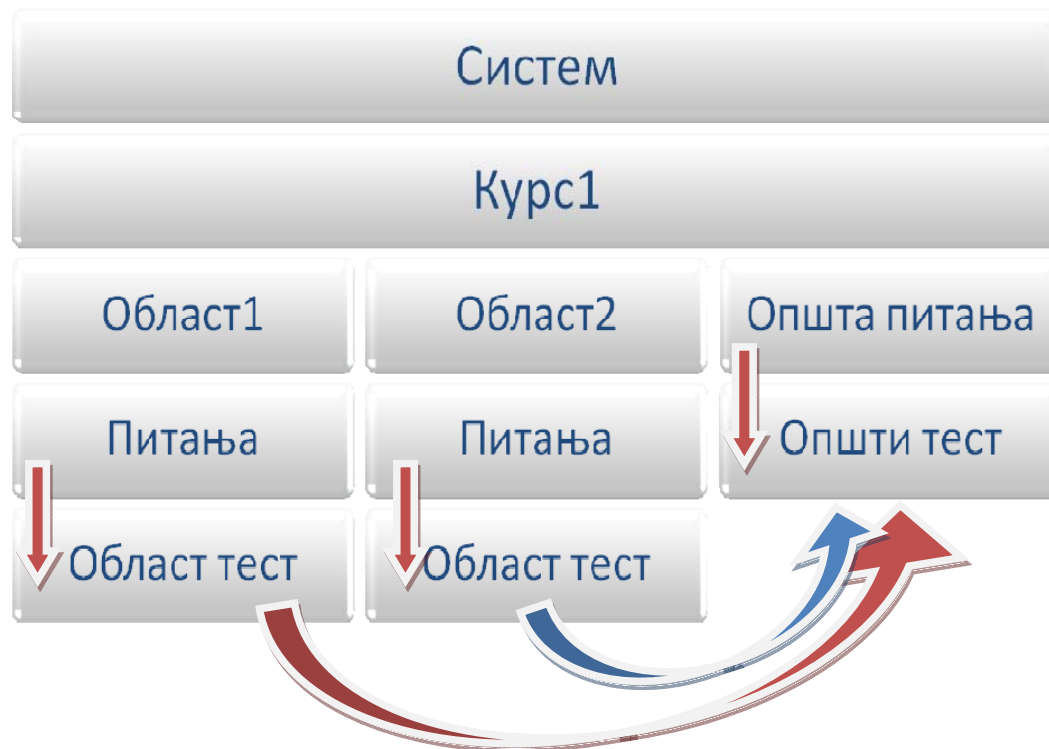 Систем
Курс1
Област1
Област2
Општа питања
Питања
Питања
Општи тест
Област тест
Област тест